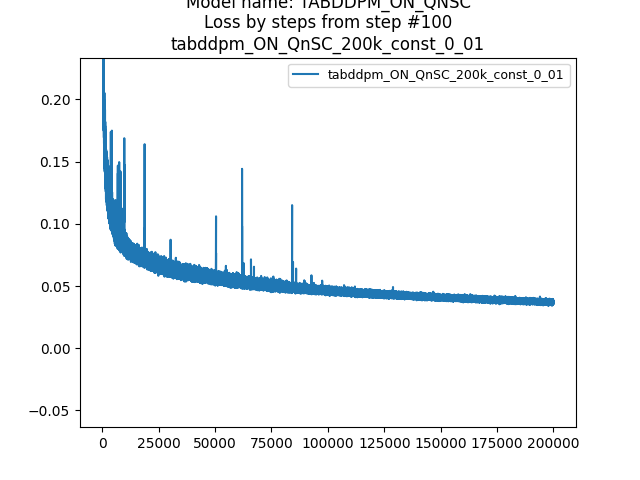 Model name: TABDDPM_ON_QNSC
Loss by steps from step #100
tabddpm_ON_QnSC_200k_const_0_01
tabddpm_ON_QnSC_200k_const_0_01
0.20
0.15
0.10
0.05
0.00
−0.05
0 25000 50000 75000 100000 125000 150000 175000 200000